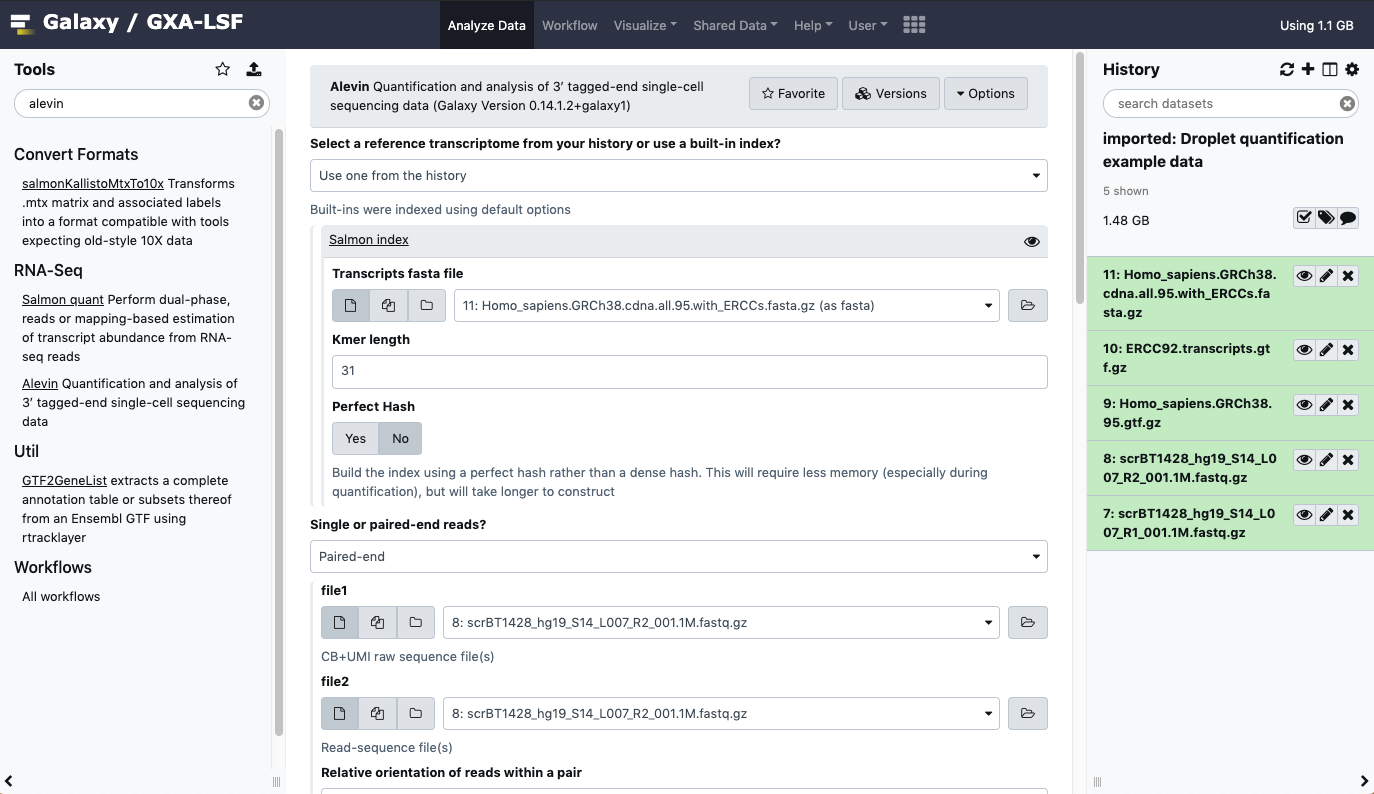 Galaxy / GXA-LSF
Analyze Data
Workflow
Visualize
Shared Data
Help
User
Using 1.1 GB
Tools
alevin
Convert Formats
salmonKallistoMtxTo10x Transforms
.mtx matrix and associated labels
into a format compatible with tools
expecting old-style 10X data
RNA-Seq
Salmon quant Perform dual-phase,
reads or mapping-based estimation
of transcript abundance from RNA-
seq reads
Alevin Quantification and analysis of
3’ tagged-end single-cell sequencing
data
Util
GTF2GeneList extracts a complete
annotation table or subsets thereof
from an Ensembl GTF using
rtracklayer
Workflows
All workflows
Alevin Quantification and analysis of 3’ tagged-end single-cell
sequencing data (Galaxy Version 0.14.1.2+galaxy1)
Favorite
Versions
Options
Select a reference transcriptome from your history or use a built-in index?
Use one from the history
Built-ins were indexed using default options
Salmon index
Transcripts fasta file
11: Homo_sapiens.GRCh38.cdna.all.95.with_ERCCs.fasta.gz (as fasta)
Kmer length
31
Perfect Hash
Yes
No
Build the index using a perfect hash rather than a dense hash. This will require less memory (especially during
quantification), but will take longer to construct
Single or paired-end reads?
Paired-end
file1
8: scrBT1428_hg19_S14_L007_R2_001.1M.fastq.gz
CB+UMI raw sequence file(s)
file2
8: scrBT1428_hg19_S14_L007_R2_001.1M.fastq.gz
Read-sequence file(s)
Relative orientation of reads within a pair
History
search datasets
imported: Droplet quantification
example data
5 shown
1.48 GB
11: Homo_sapiens.GRCh38.
cdna.all.95.with_ERCCs.fa
sta.gz
10: ERCC92.transcripts.gt
f.gz
9: Homo_sapiens.GRCh38.
95.gtf.gz
8: scrBT1428_hg19_S14_L0
07_R2_001.1M.fastq.gz
7: scrBT1428_hg19_S14_L0
07_R1_001.1M.fastq.gz